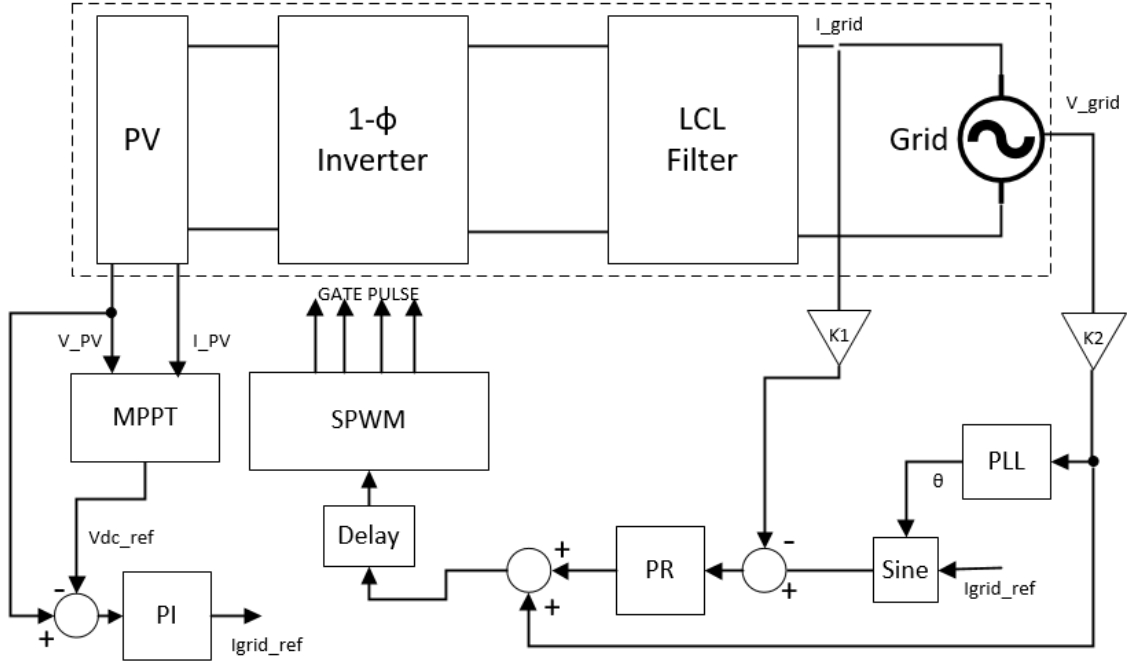 I_grid
V_grid
PV
1-ϕ
Inverter
LCL
Filter
Grid
GATE PULSE
V_PV
I_PV
K1
K2
MPPT
SPWM
PLL
θ
Vdc_ref
Delay
+
-
PR
+
Sine
Igrid_ref
+
-
+
PI
Igrid_ref